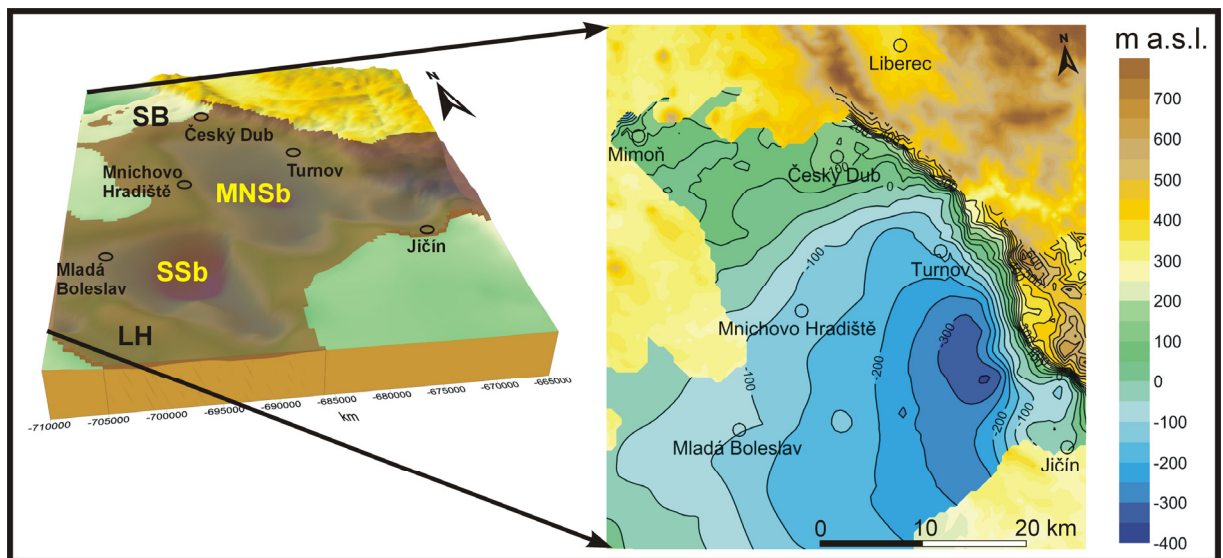 N
SB
Český Dub
Mnichovo
Hradiště
Turnov
MNSb
Jičín
Mladá
Boleslav
SSb
LH
-710000
-705000
-700000
-695000
-690000
-685000
-680000
-675000
-670000
-665000
km
N
Liberec
Mimoň
Český Dub
-100
Turnov
Mnichovo Hradiště
-300
-200
-100
-100
-200
Mladá Boleslav
Jičín
0 10 20 km
m a.s.l.
700
600
500
400
300
200
100
0
-100
-200
-300
-400